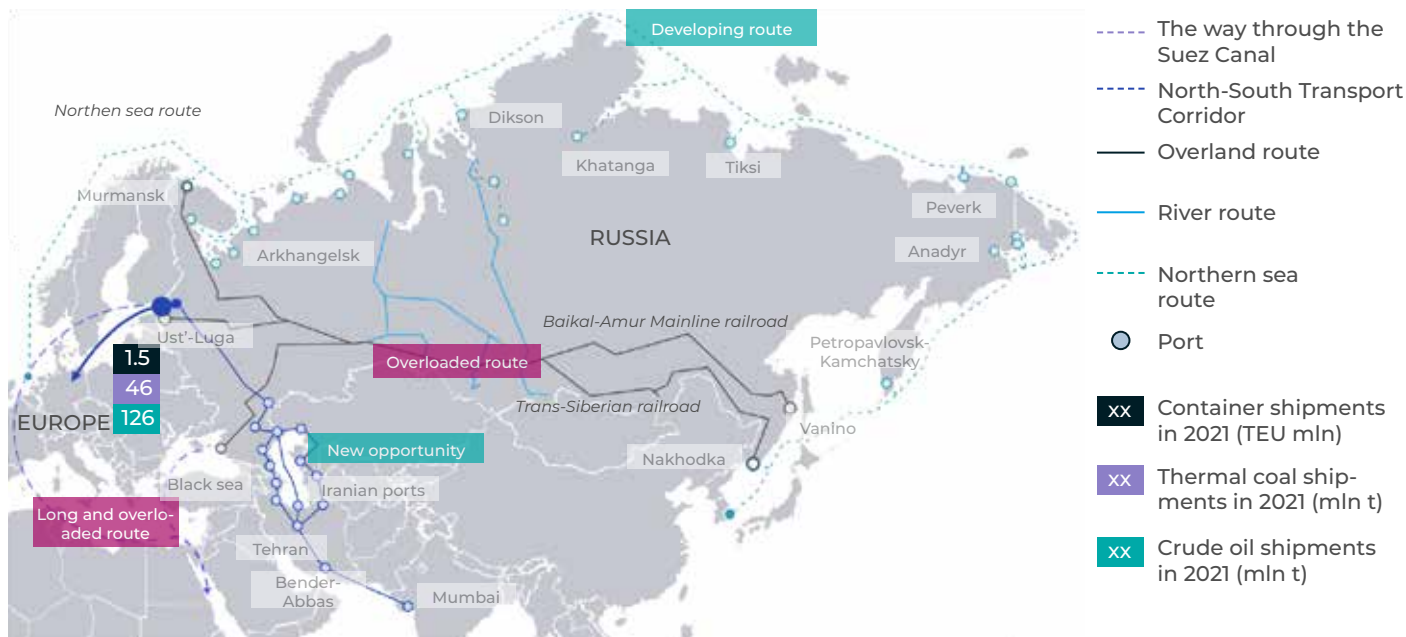 Developing route
Northen sea route
Dikson
Khatanga
Tiksi
Murmansk
Peverk
Arkhangelsk
RUSSIA
Anadyr
Ust'-Luga
Baikal-Amur Mainline railroad
Petropavlovsk-
Kamchatsky
1.5
46
126
EUROPE
Overloaded route
Trans-Siberian railroad
Vanino
New opportunity
Nakhodka
Black sea
Iranian ports
Long and overlo-
aded route
Tehran
Bender-
Abbas
Mumbai
The way through the
Suez Canal
North-South Transport
Corridor
Overland route
River route
Northern sea
route
Port
xx
Container shipments
in 2021 (TEU mln)
xx
Thermal coal ship-
ments in 2021 (mln t)
xx
Crude oil shipments
in 2021 (mln t)